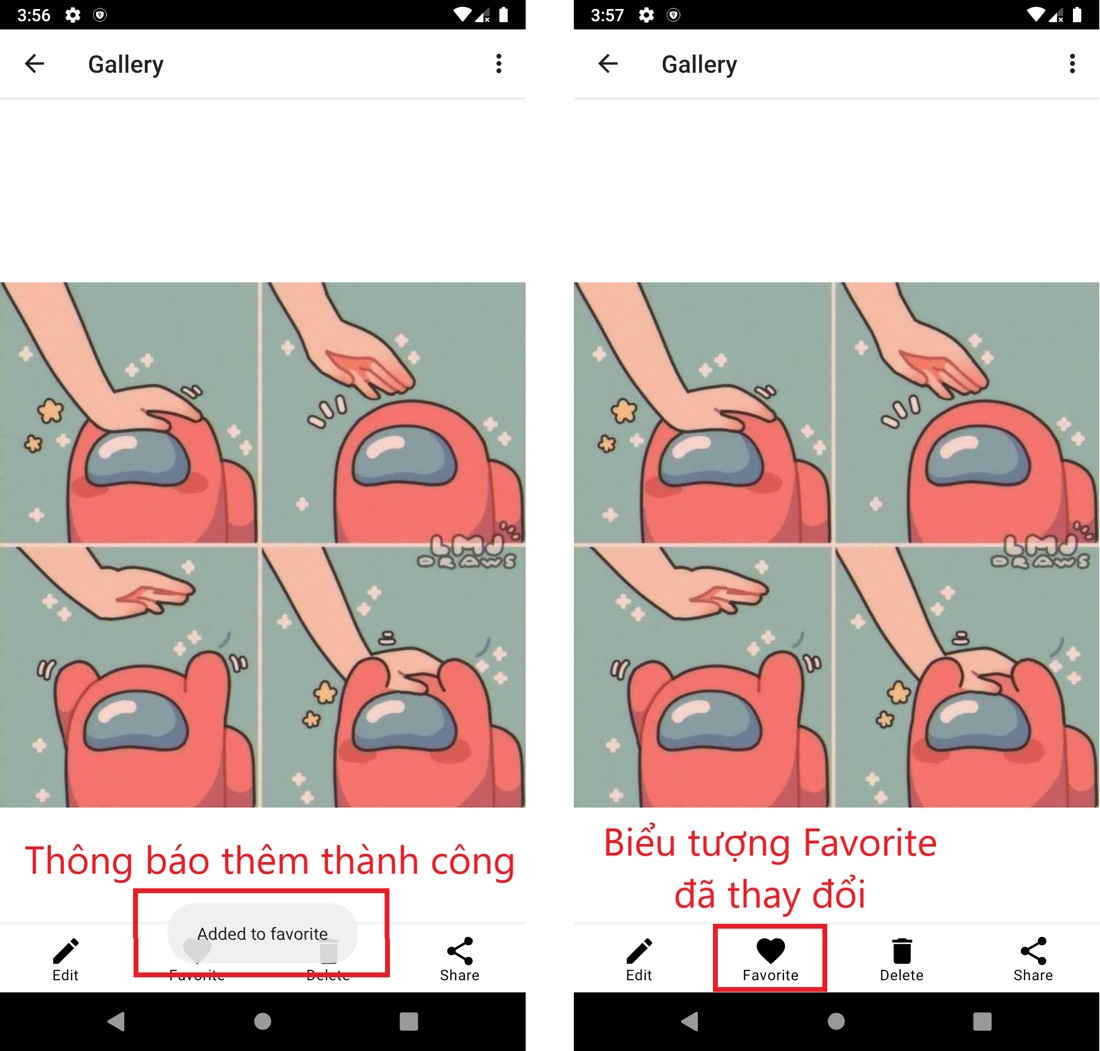 3:56
Gallery
LMJ
DRAWS
Thông báo thêm thành công
Added to favorite
Edit
Favorite
Delete
Share
3:57
Gallery
LMJ
DRAWS
Biểu tượng Favorite
đã thay đổi
Edit
Favorite
Delete
Share